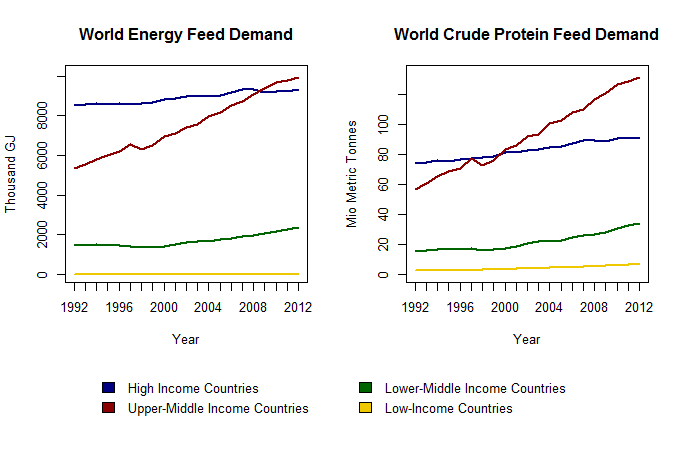 World Energy Feed Demand
Thousand GJ
0 2000 4000 6000 8000
1992 1996 2000 2004 2008 2012
Year
World Crude Protein Feed Demand
Mio Metric Tonnes
0 20 40 60 80 100
1992 1996 2000 2004 2008 2012
Year
High Income Countries
Upper-Middle Income Countries
Lower-Middle Income Countries
Low-Income Countries